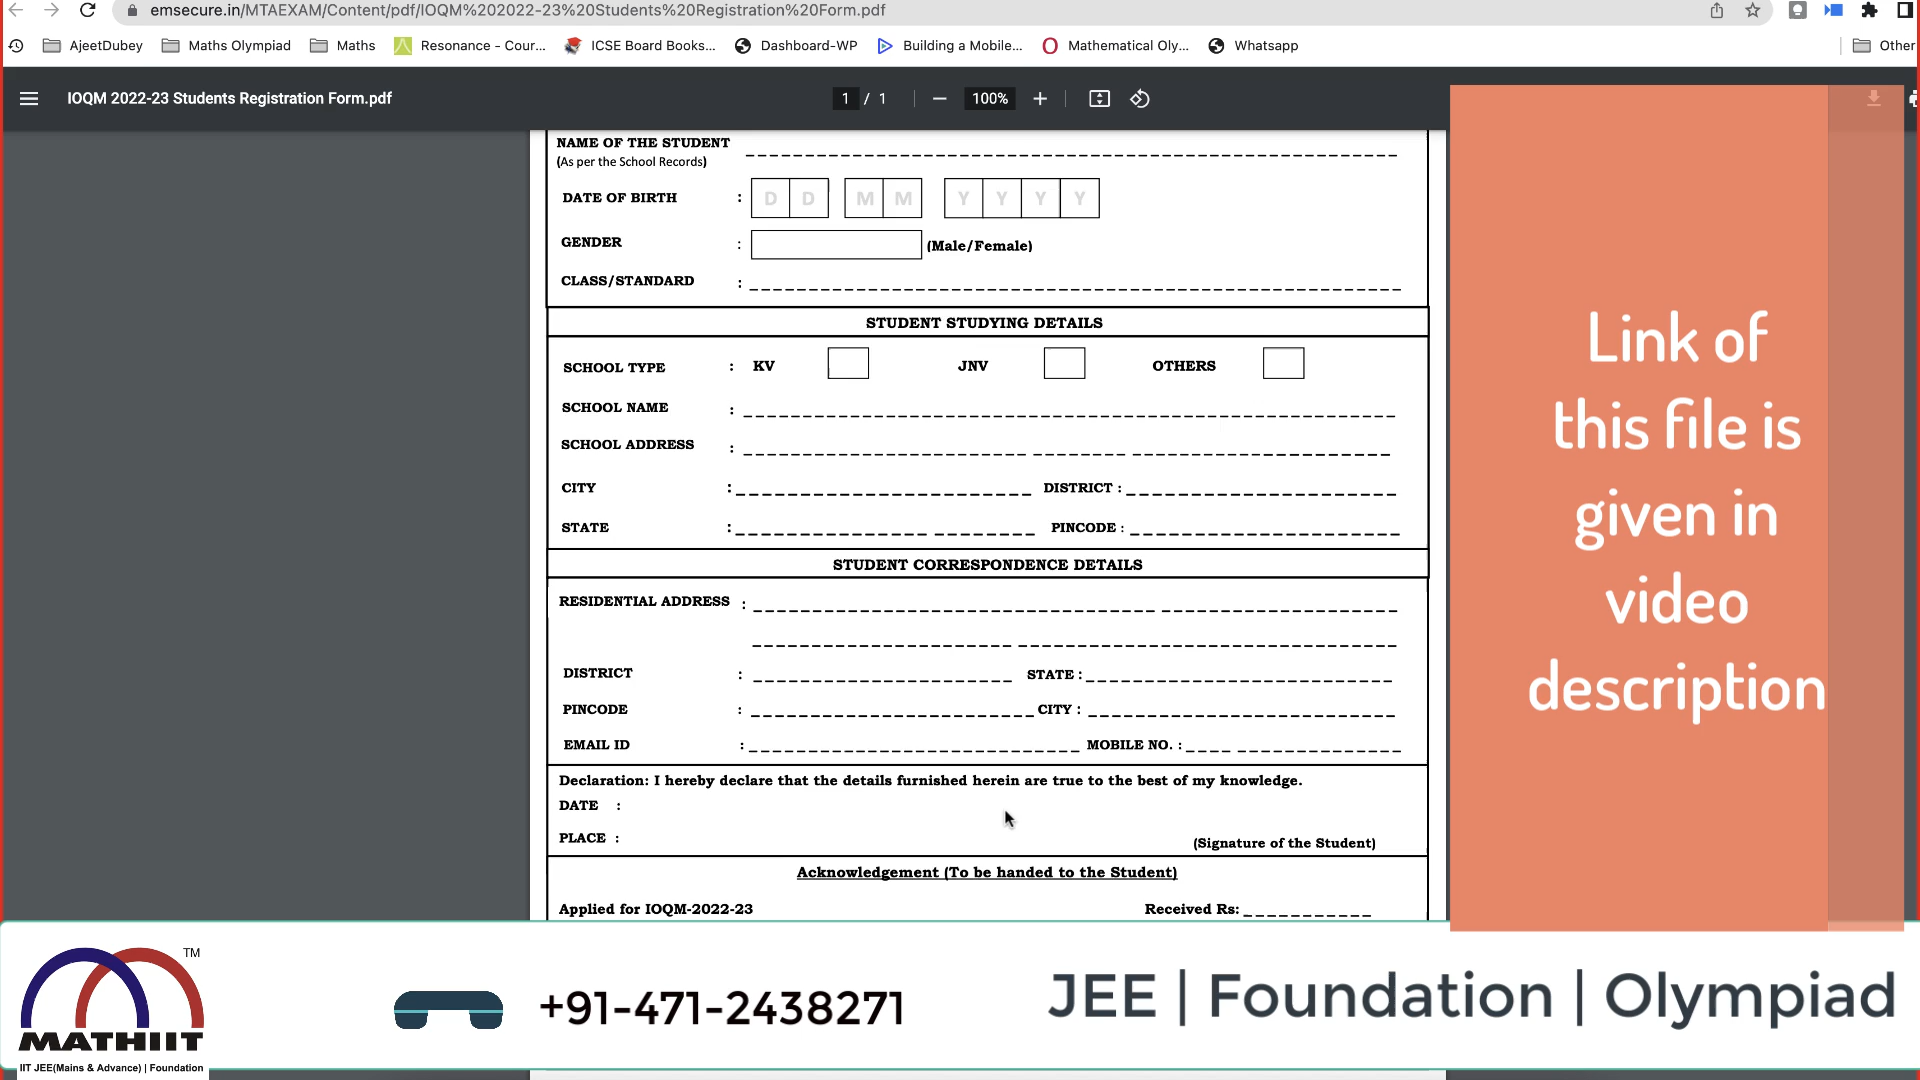 emsecure.in/MTAEXAM/Content/pdf/IOQM%202022-23%20Students%20Registration%20Form.pdf
AjeetDubey Maths Olympiad Maths Resonance - Cour... ICSE Board Books... Dashboard-WP Building a Mobile... Mathematical Oly... Whatsapp Other
IOQM 2022-23 Students Registration Form.pdf 1 / 1 100%
NAME OF THE STUDENT
(As per the School Records)
DATE OF BIRTH : D D M M Y Y Y Y
GENDER : (Male/Female)
CLASS/STANDARD :
STUDENT STUDYING DETAILS
SCHOOL TYPE : KV JNV OTHERS
SCHOOL NAME :
SCHOOL ADDRESS :
CITY : DISTRICT :
STATE : PINCODE :
STUDENT CORRESPONDENCE DETAILS
RESIDENTIAL ADDRESS :
DISTRICT : STATE :
PINCODE : CITY :
EMAIL ID : MOBILE NO. :
Declaration: I hereby declare that the details furnished herein are true to the best of my knowledge.
DATE :
PLACE :
(Signature of the Student)
Acknowledgement (To be handed to the Student)
Applied for IOQM-2022-23 Received Rs:
Link of
this file is
given in
video
description
TM
MATHIIT
IIT JEE(Mains & Advance) | Foundation
+91-471-2438271
JEE | Foundation | Olympiad